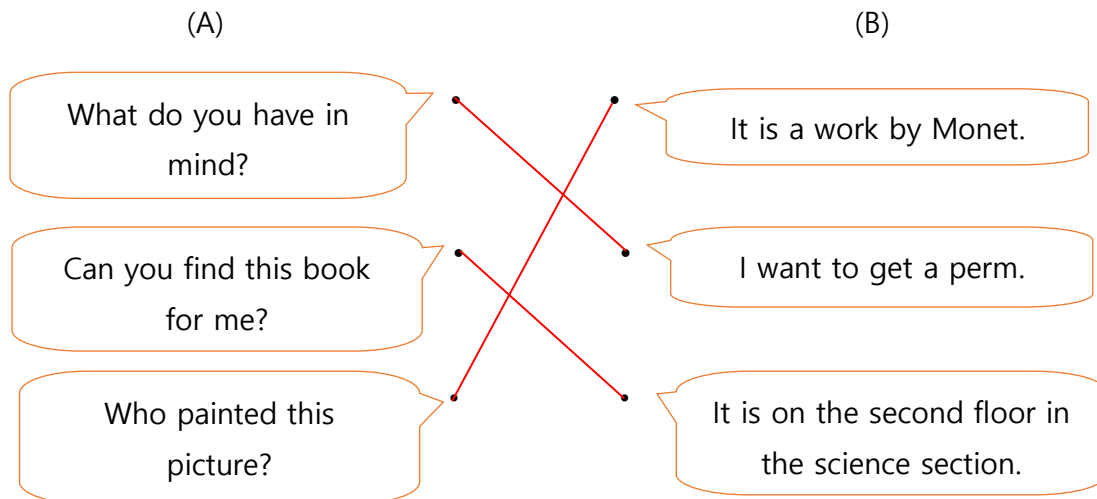 (A)
(B)
What do you have in
mind?
It is a work by Monet.
Can you find this book
for me?
I want to get a perm.
Who painted this
picture?
It is on the second floor in
the science section.